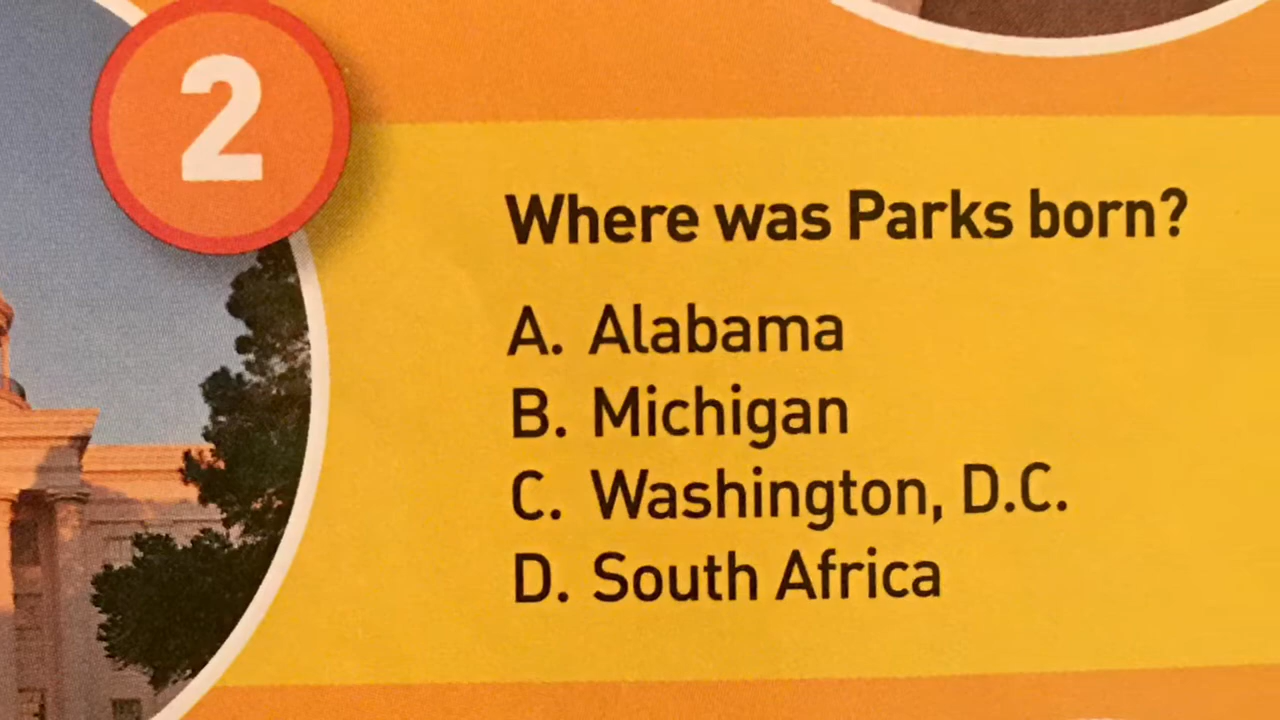 2
Where was Parks born?
A. Alabama
B. Michigan
C. Washington, D.C.
D. South Africa